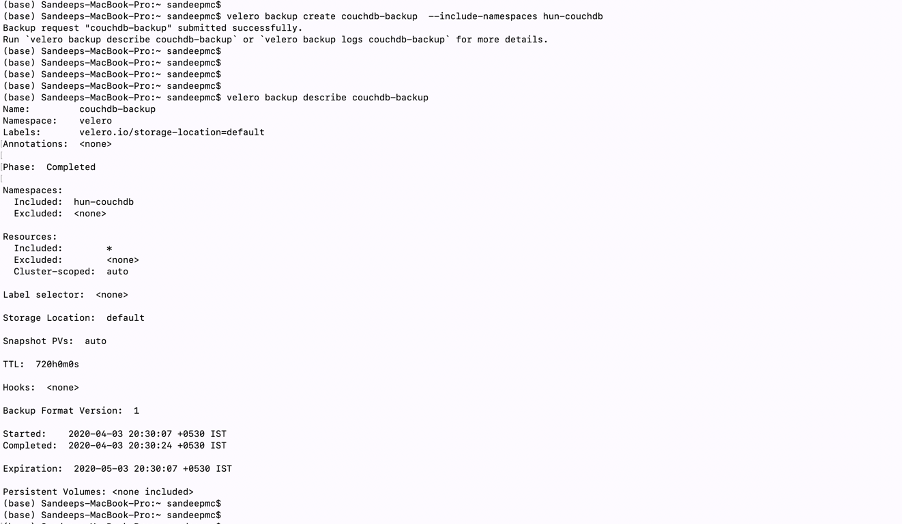 (base) Sandeeps-MacBook-Pro:~ sandeepmc$
(base) Sandeeps-MacBook-Pro:~ sandeepmc$ velero backup create couchdb-backup  --include-namespaces hun-couchdb
Backup request "couchdb-backup" submitted successfully.
Run `velero backup describe couchdb-backup` or `velero backup logs couchdb-backup` for more details.
(base) Sandeeps-MacBook-Pro:~ sandeepmc$
(base) Sandeeps-MacBook-Pro:~ sandeepmc$
(base) Sandeeps-MacBook-Pro:~ sandeepmc$
(base) Sandeeps-MacBook-Pro:~ sandeepmc$
(base) Sandeeps-MacBook-Pro:~ sandeepmc$ velero backup describe couchdb-backup
Name:         couchdb-backup
Namespace:    velero
Labels:       velero.io/storage-location=default
Annotations:  <none>
Phase:  Completed
Namespaces:
  Included:  hun-couchdb
  Excluded:  <none>
Resources:
  Included:        *
  Excluded:        <none>
  Cluster-scoped:  auto
Label selector:  <none>
Storage Location:  default
Snapshot PVs:  auto
TTL:  720h0m0s
Hooks:  <none>
Backup Format Version:  1
Started:    2020-04-03 20:30:07 +0530 IST
Completed:  2020-04-03 20:30:24 +0530 IST
Expiration:  2020-05-03 20:30:07 +0530 IST
Persistent Volumes: <none included>
(base) Sandeeps-MacBook-Pro:~ sandeepmc$
(base) Sandeeps-MacBook-Pro:~ sandeepmc$
(base) Sandeeps-MacBook-Pro:~ sandeepmc$